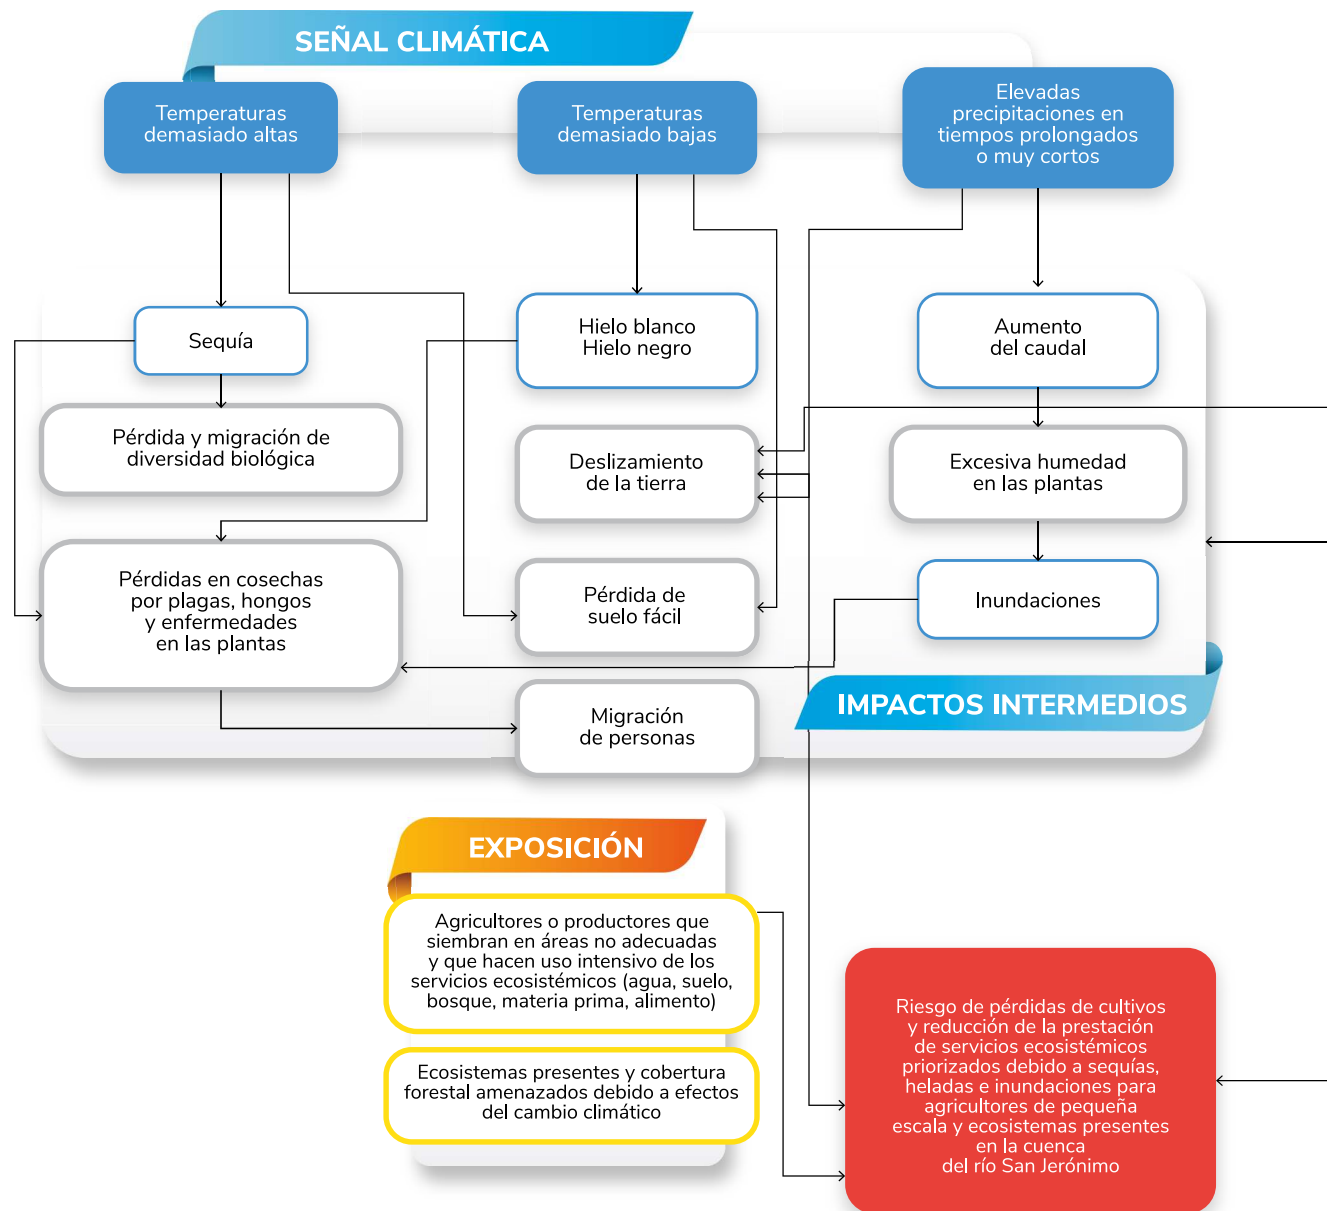 SEÑAL CLIMÁTICA
Temperaturas
demasiado altas
Temperaturas
demasiado bajas
Elevadas
precipitaciones en
tiempos prolongados
o muy cortos
Sequía
Hielo blanco
Hielo negro
Aumento
del caudal
Pérdida y migración de
diversidad biológica
Deslizamiento
de la tierra
Excesiva humedad
en las plantas
Pérdidas en cosechas
por plagas, hongos
y enfermedades
en las plantas
Pérdida de
suelo fácil
Inundaciones
Migración
de personas
IMPACTOS INTERMEDIOS
EXPOSICIÓN
Agricultores o productores que
siembran en áreas no adecuadas
y que hacen uso intensivo de los
servicios ecosistémicos (agua, suelo,
bosque, materia prima, alimento)
Ecosistemas presentes y cobertura
forestal amenazados debido a efectos
del cambio climático
Riesgo de pérdidas de cultivos
y reducción de la prestación
de servicios ecosistémicos
priorizados debido a sequías,
heladas e inundaciones para
agricultores de pequeña
escala y ecosistemas presentes
en la cuenca
del río San Jerónimo